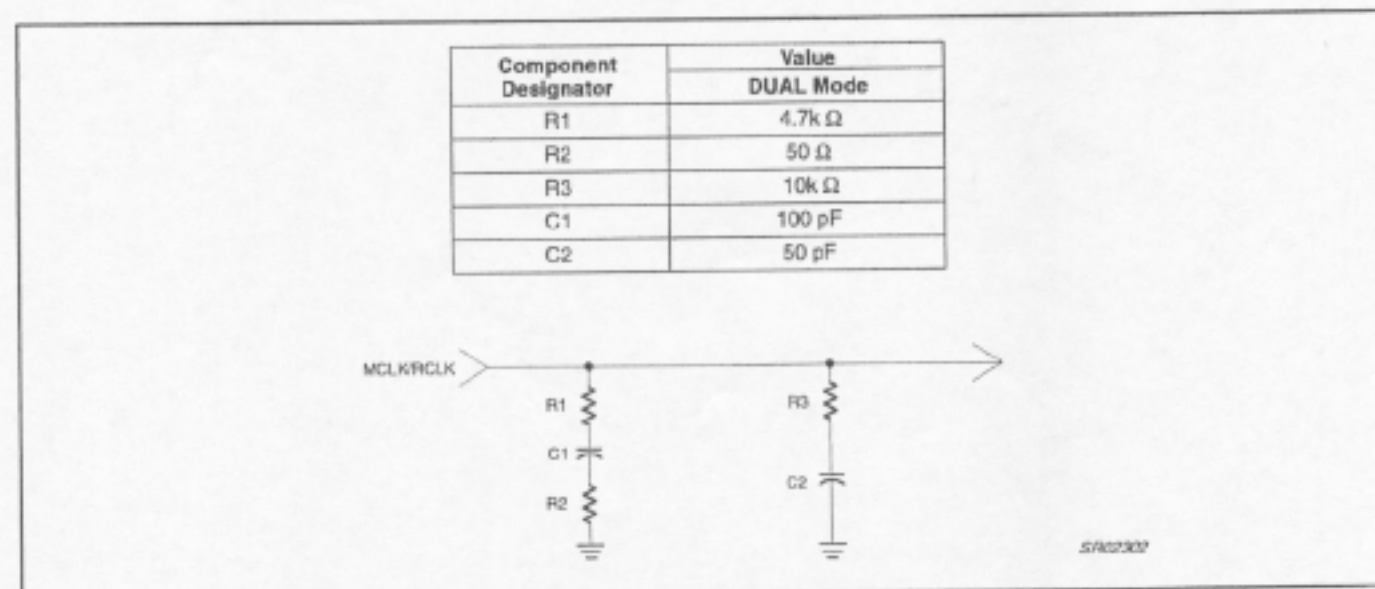 Component Designator Value
DUAL Mode
R1 4.7k Ω
R2 50 Ω
R3 10k Ω
C1 100 pF
C2 50 pF
MCLK/RCLK
R1
R3
C1
C2
R2
SR02302